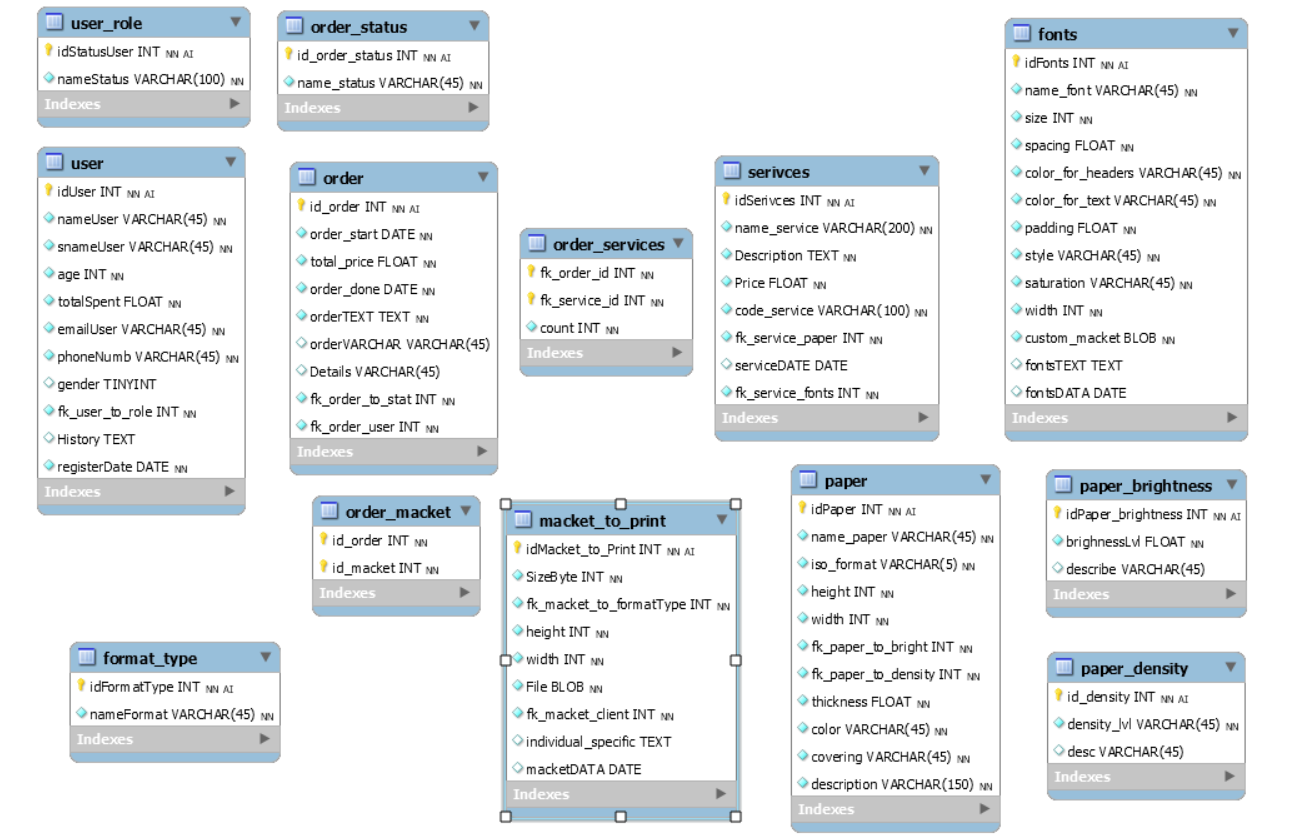 user_role
idStatusUser INT NN AI
nameStatus VARCHAR(100) NN
Indexes
order_status
id_order_status INT NN AI
name_status VARCHAR(45) NN
Indexes
fonts
idFonts INT NN AI
name_font VARCHAR(45) NN
size INT NN
spacing FLOAT NN
color_for_headers VARCHAR(45) NN
color_for_text VARCHAR(45) NN
padding FLOAT NN
style VARCHAR(45) NN
saturation VARCHAR(45) NN
width INT NN
custom_macket BLOB NN
fontsTEXT TEXT
fontsDATA DATE
Indexes
user
idUser INT NN AI
nameUser VARCHAR(45) NN
snameUser VARCHAR(45) NN
age INT NN
totalSpent FLOAT NN
emailUser VARCHAR(45) NN
phoneNumb VARCHAR(45) NN
gender TINYINT
fk_user_to_role INT NN
History TEXT
registerDate DATE NN
Indexes
order
id_order INT NN AI
order_start DATE NN
total_price FLOAT NN
order_done DATE NN
orderTEXT TEXT NN
orderVARCHAR VARCHAR(45)
Details VARCHAR(45)
fk_order_to_stat INT NN
fk_order_user INT NN
Indexes
order_services
fk_order_id INT NN
fk_service_id INT NN
count INT NN
Indexes
serivces
idSerivces INT NN AI
name_service VARCHAR(200) NN
Description TEXT NN
Price FLOAT NN
code_service VARCHAR(100) NN
fk_service_paper INT NN
serviceDATE DATE
fk_service_fonts INT NN
Indexes
order_macket
id_order INT NN
id_macket INT NN
Indexes
macket_to_print
idMacket_to_Print INT NN AI
SizeByte INT NN
fk_macket_to_formatType INT NN
height INT NN
width INT NN
File BLOB NN
fk_macket_client INT NN
individual_specific TEXT
macketDATA DATE
Indexes
paper
idPaper INT NN AI
name_paper VARCHAR(45) NN
iso_format VARCHAR(5) NN
height INT NN
width INT NN
fk_paper_to_bright INT NN
fk_paper_to_density INT NN
thickness FLOAT NN
color VARCHAR(45) NN
covering VARCHAR(45) NN
description VARCHAR(150) NN
Indexes
paper_brightness
idPaper_brightness INT NN AI
brighnessLvl FLOAT NN
describe VARCHAR(45)
Indexes
format_type
idFormatType INT NN AI
nameFormat VARCHAR(45) NN
Indexes
paper_density
id_density INT NN AI
density_lvl VARCHAR(45) NN
desc VARCHAR(45)
Indexes